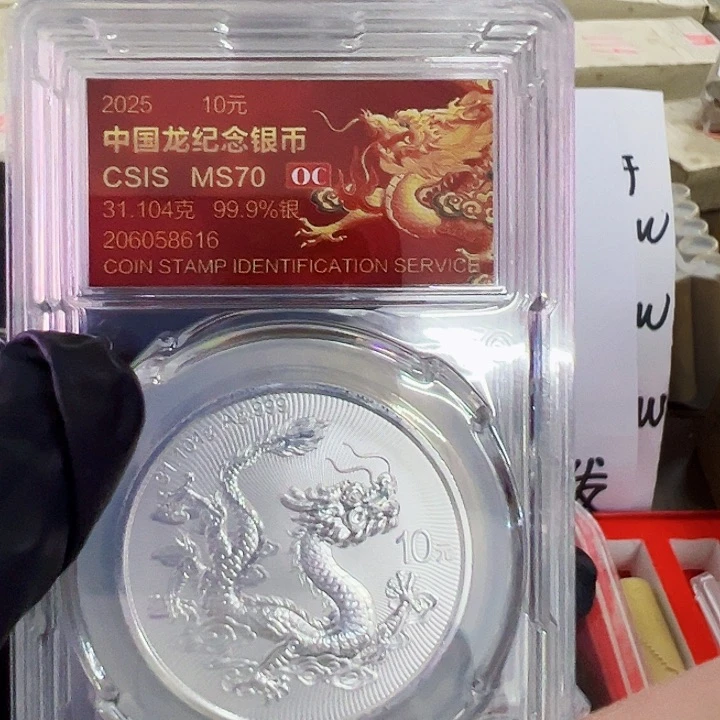 2025 10元
中国龙纪念银币
CSIS MS70 OC
31.104克 99.9%银
206058616
COIN STAMP IDENTIFICATION SERVICE
10元
W
W
W
发